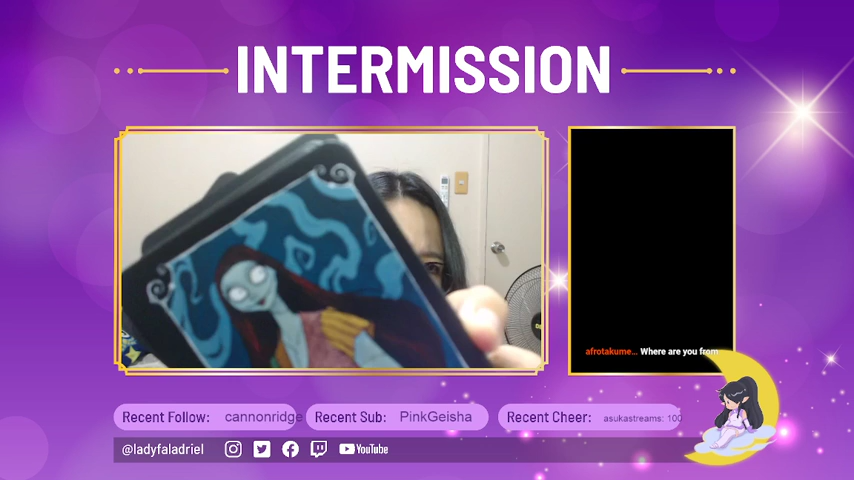 INTERMISSION
afrotakume... Where are you from
Recent Follow: cannonridge
Recent Sub: PinkGeisha
Recent Cheer: asukastreams: 100
@ladyfaladriel
YouTube